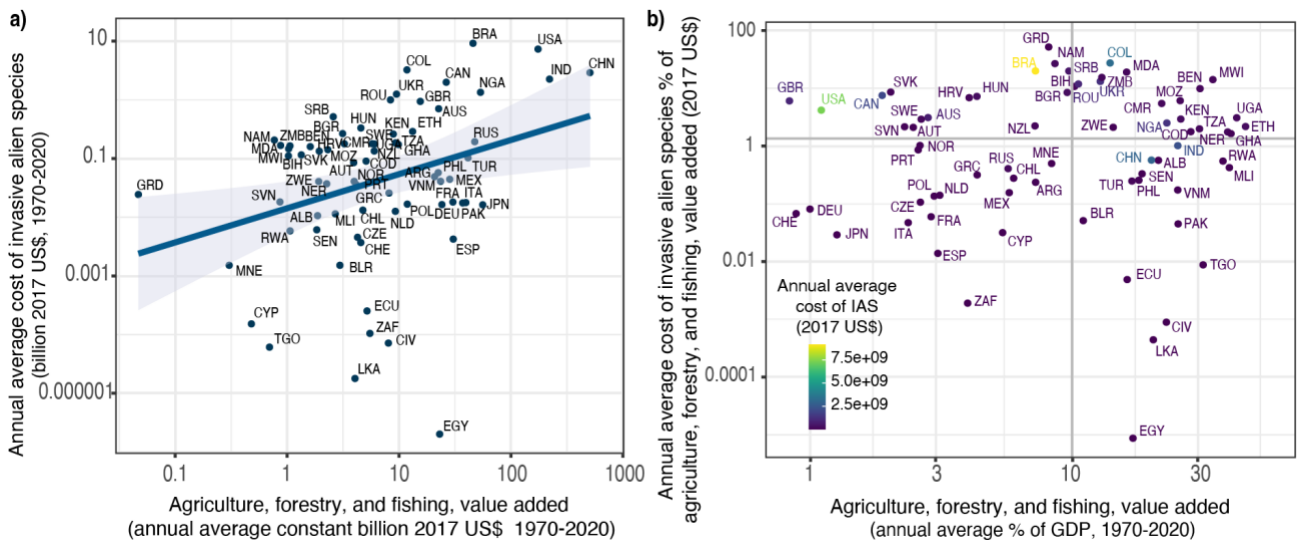 a)
Annual average cost of invasive alien species
(billion 2017 US$, 1970-2020)
10
0.1
0.001
0.000001
BRA
USA
COL
CAN
IND
CHN
UKR
NGA
ROU
GBR
SRB
AUS
HUN
KEN
ETH
BGR
RUS
NAM
ZMB
BEN
HRV
CMR
SWE
UGA
TZA
MDA
GHA
MWI
BIH
SVK
MOZ
COD
NZL
GRD
ZWE
AUT
NOR
ARG
PHL
TUR
SVN
NER
PRT
VNM
MEX
GRC
FRA
ITA
JPN
ALB
MLI
CHL
POL
DEU
PAK
NLD
RWA
SEN
CZE
CHE
ESP
MNE
BLR
CYP
ECU
TGO
ZAF
CIV
LKA
EGY
0.1
1
10
100
1000
Agriculture, forestry, and fishing, value added
(annual average constant billion 2017 US$ 1970-2020)
b)
Annual average cost of invasive alien species % of
agriculture, forestry, and fishing, value added (2017 US$)
100
1
0.01
0.0001
GRD
NAM
COL
BRA
SRB
MDA
BIH
ZMB
BEN
MWI
GBR
SVK
HRV
HUN
BGR
ROU
UKR
MOZ
USA
CAN
CMR
KEN
UGA
SWE
AUS
NZL
ZWE
NGA
TZA
ETH
SVN
AUT
COD
NER
GHA
PRT
NOR
IND
GRC
RUS
MNE
CHN
ALB
RWA
CHL
SEN
MLI
POL
NLD
ARG
TUR
PHL
VNM
MEX
CHE
DEU
CZE
FRA
BLR
PAK
JPN
ITA
CYP
ESP
TGO
ECU
ZAF
CIV
LKA
EGY
Annual average
cost of IAS
(2017 US$)
7.5e+09
5.0e+09
2.5e+09
1
3
10
30
Agriculture, forestry, and fishing, value added
(annual average % of GDP, 1970-2020)